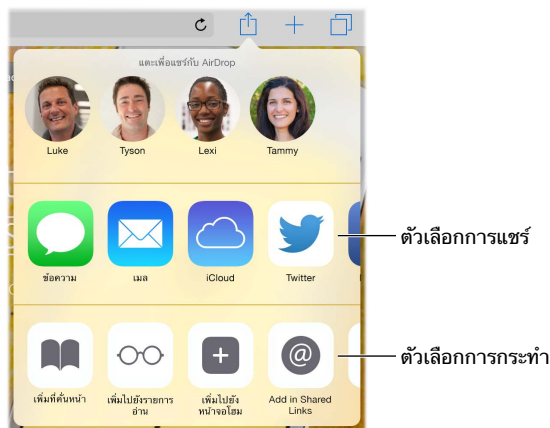 แตะเพื่อแชร์กับ AirDrop
Luke
Tyson
Lexi
Tammy
ตัวเลือกการแชร์
ข้อความ
เมล
iCloud
Twitter
ตัวเลือกการกระทำ
@
เพิ่มที่คั่นหน้า
เพิ่มไปยังรายการ
อ่าน
เพิ่มไปยัง
หน้าจอโฮม
Add in Shared
Links